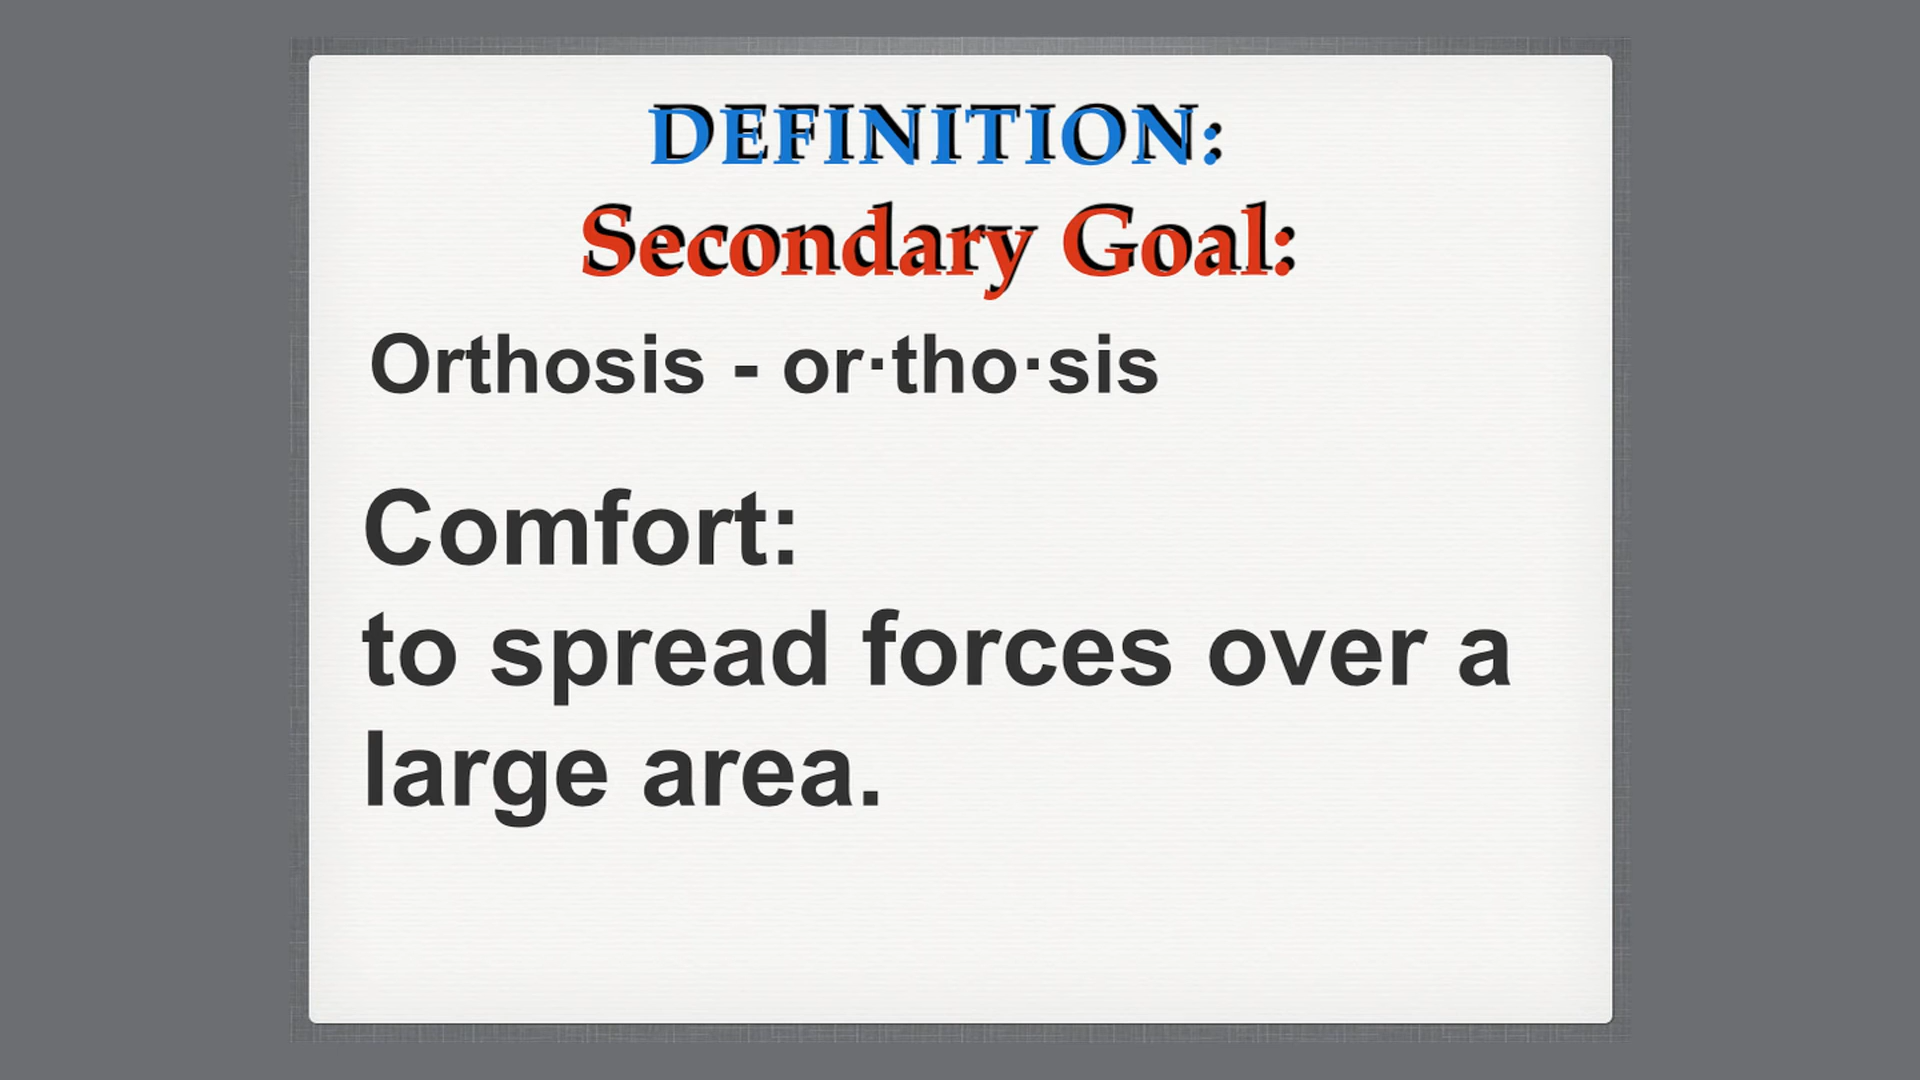 DEFINITION:
Secondary Goal:
Orthosis - or·tho·sis
Comfort:
to spread forces over a
large area.